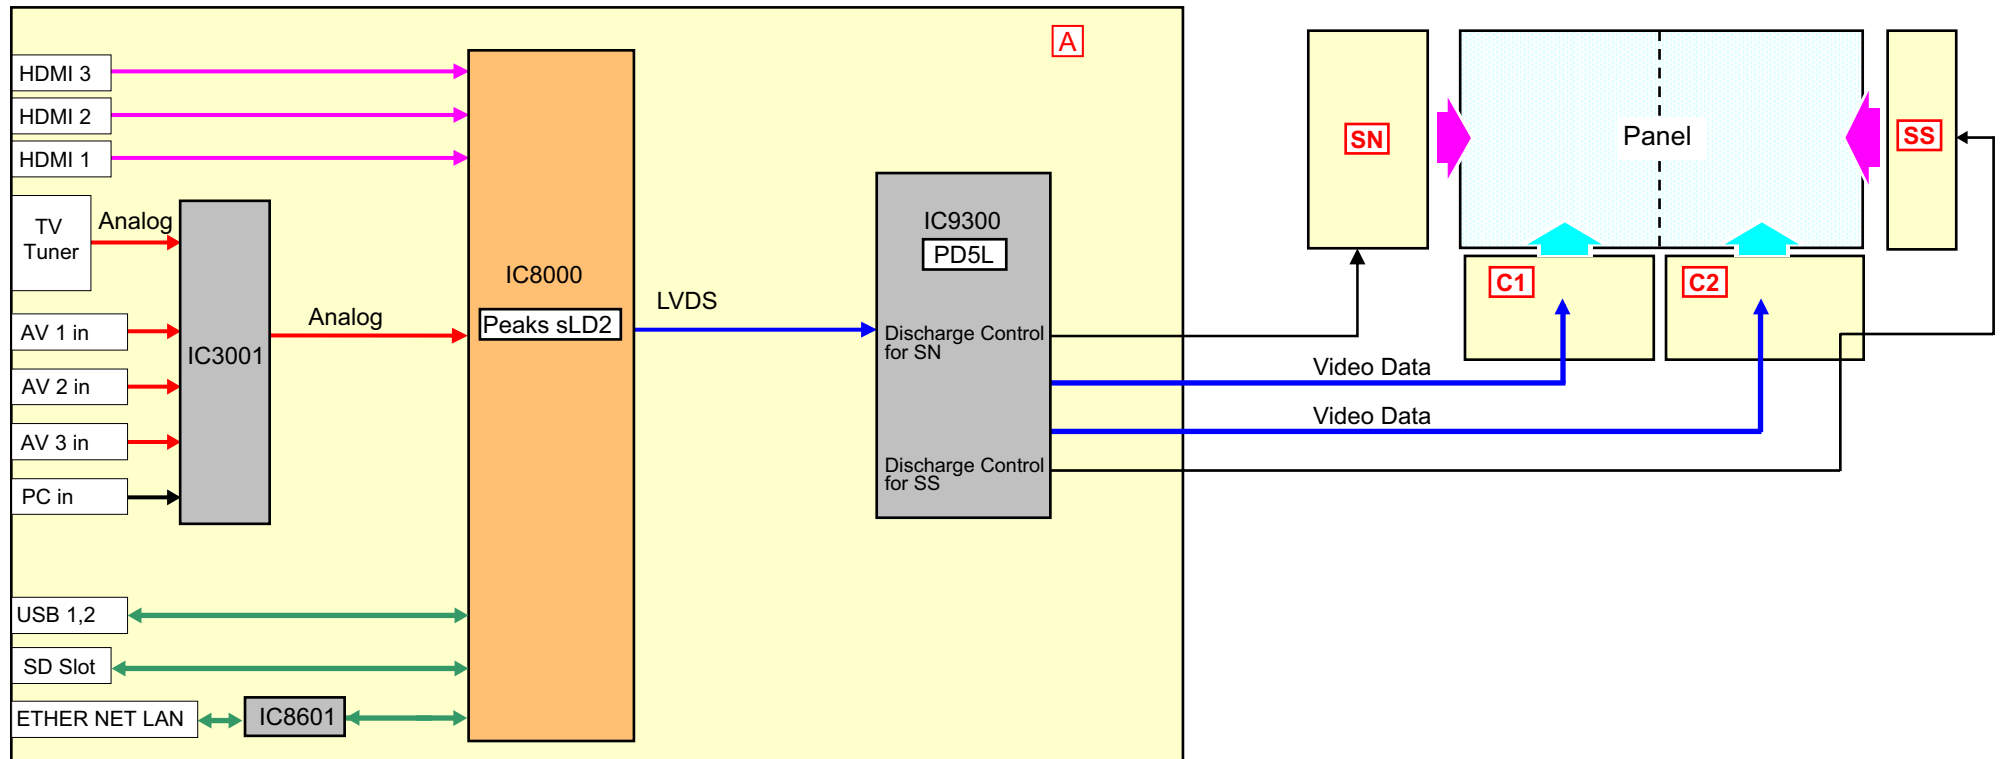 A
HDMI 3
HDMI 2
HDMI 1
TV
Tuner
Analog
AV 1 in
AV 2 in
AV 3 in
PC in
IC3001
Analog
USB 1,2
SD Slot
ETHER NET LAN
IC8601
IC8000
Peaks sLD2
LVDS
IC9300
PD5L
Discharge Control
for SN
Discharge Control
for SS
Video Data
Video Data
SN
Panel
SS
C1
C2